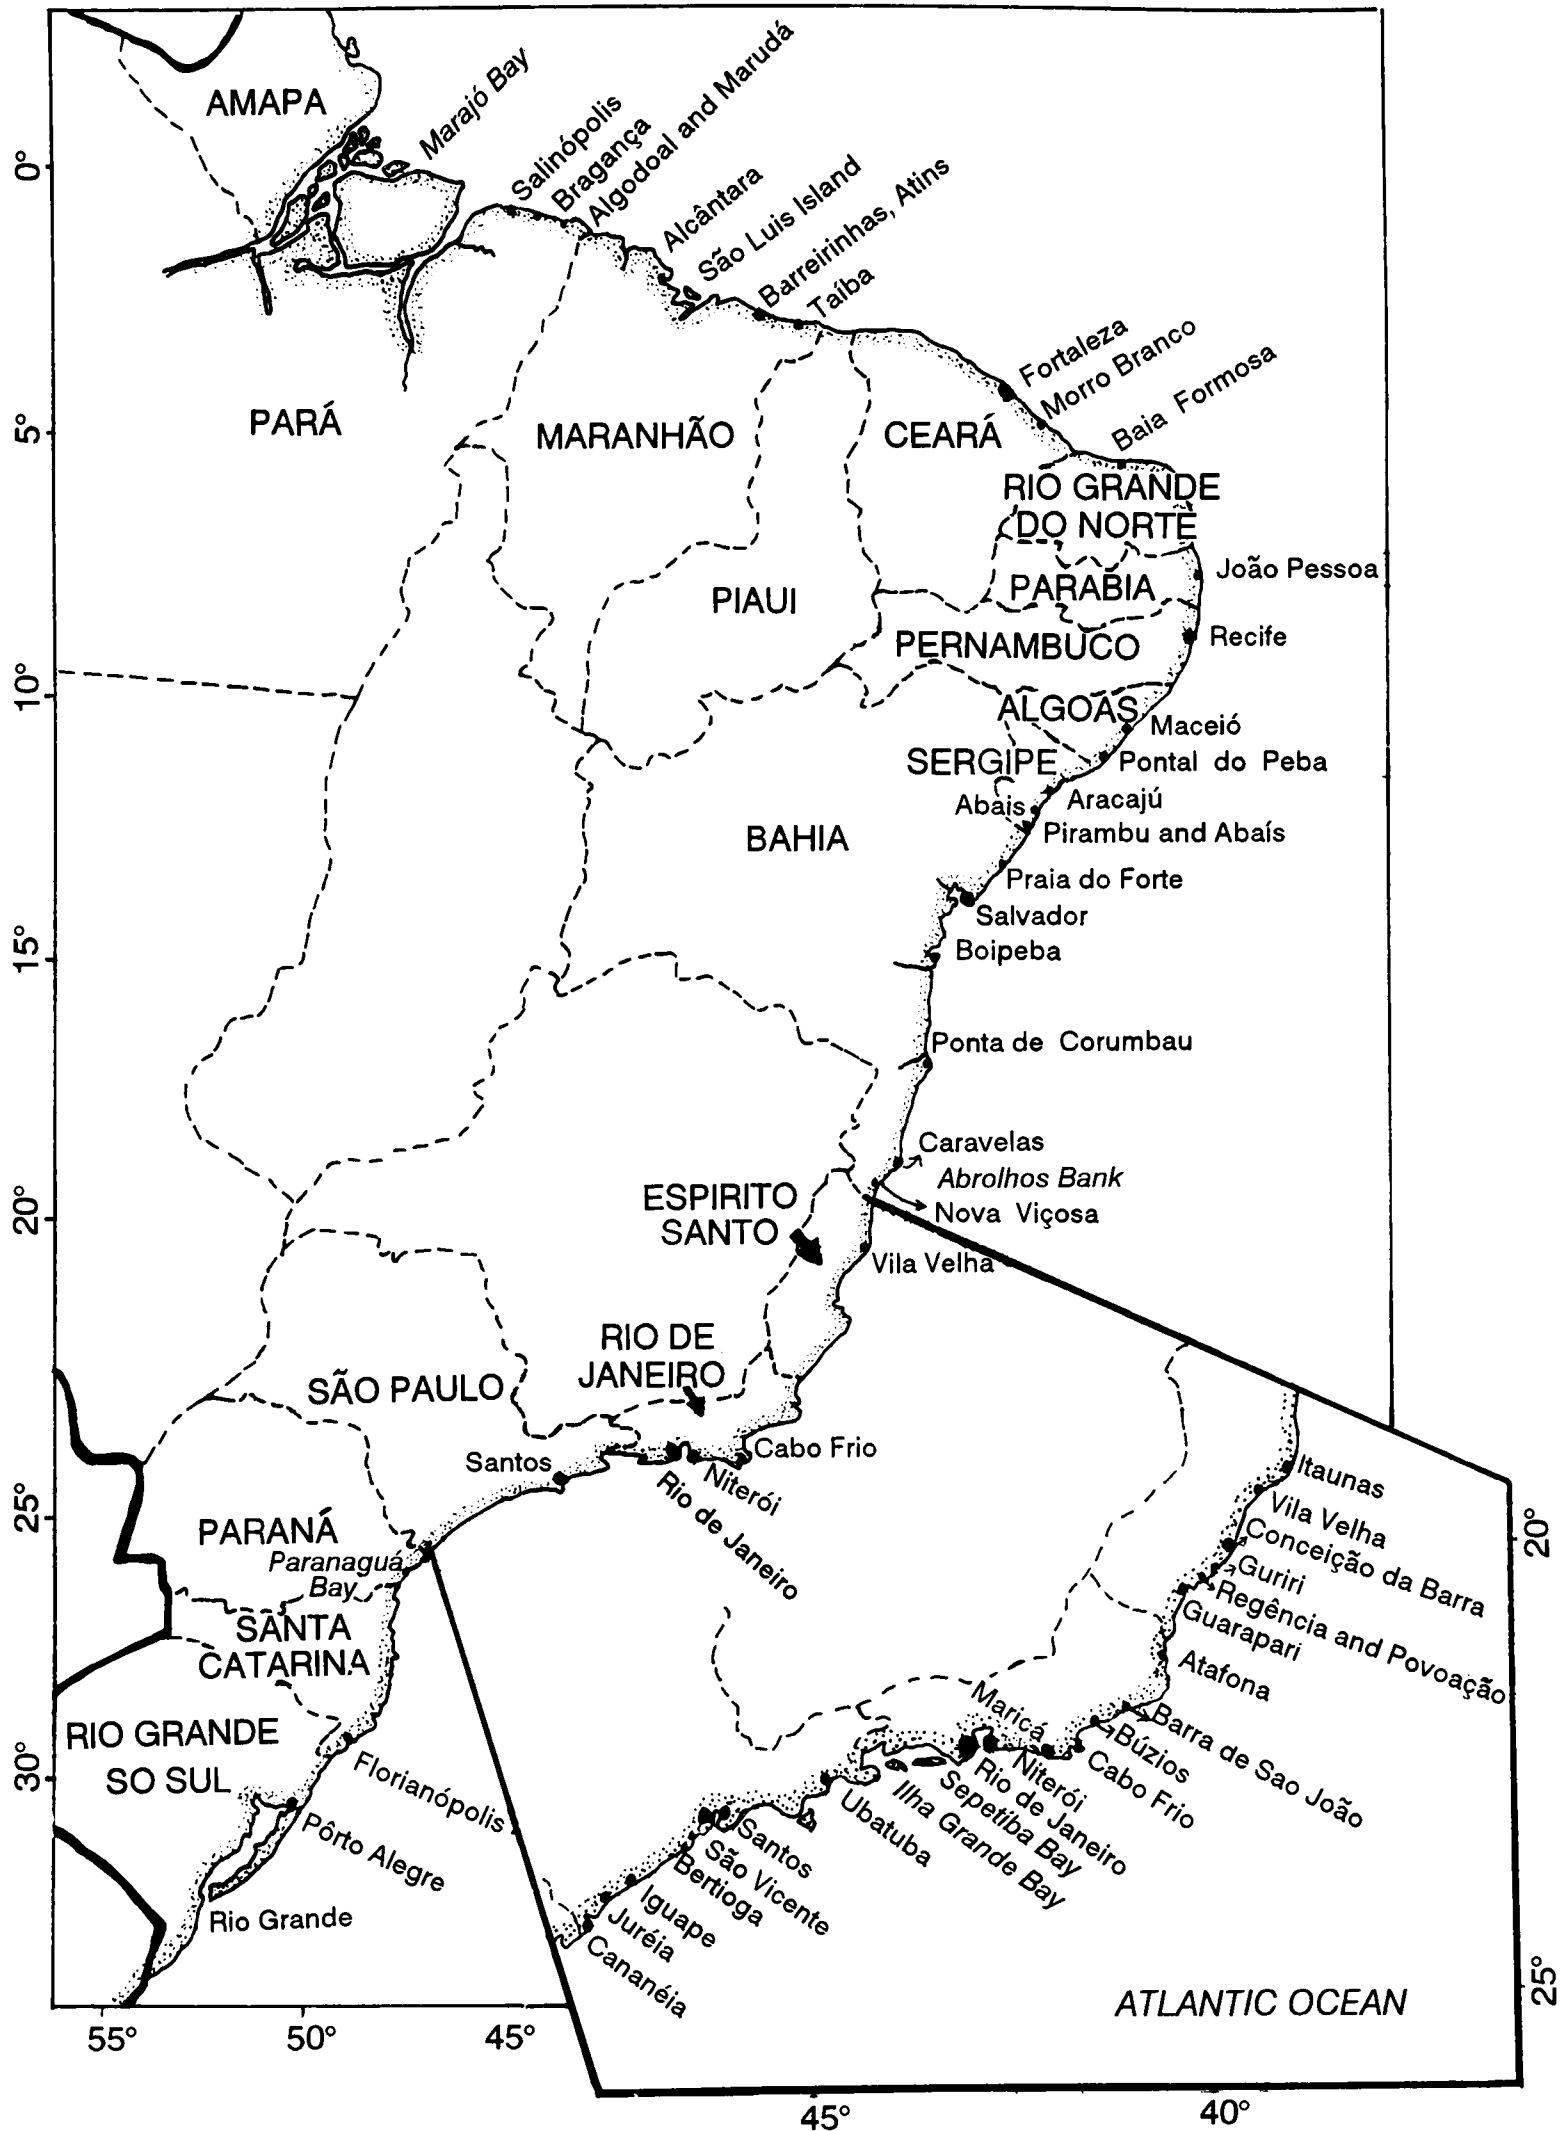 AMAPA
Marajó Bay
Salinópolis
Bragança
Algodoal and Marudá
Alcântara
São Luis Island
Barreirinhas, Atins
Taíba
Fortaleza
Morro Branco
Baia Formosa
0°
5°
10°
15°
20°
25°
30°
PARÁ
MARANHÃO
CEARÁ
RIO GRANDE
DO NORTE
PIAUI
PARABIA
João Pessoa
PERNAMBUCO
Recife
ALGOAS
Maceió
SERGIPE
Pontal do Peba
Abais
Aracajú
Pirambu and Abaís
BAHIA
Praia do Forte
Salvador
Boipeba
Ponta de Corumbau
Caravelas
Abrolhos Bank
Nova Viçosa
ESPIRITO
SANTO
Vila Velha
RIO DE
JANEIRO
SÃO PAULO
Cabo Frio
Santos
Niterói
Rio de Janeiro
PARANÁ
Paranaguá
Bay
SANTA
CATARINA
RIO GRANDE
SO SUL
Florianópolis
Pôrto Alegre
Rio Grande
55°
50°
45°
Itaunas
Vila Velha
Conceição da Barra
Guriri
Regência and Povoação
Guarapari
Atafona
Barra de Sao João
Búzios
Cabo Frio
Maricá
Niterói
Rio de Janeiro
Sepetiba Bay
Ilha Grande Bay
Ubatuba
Santos
São Vicente
Bertioga
Iguape
Juréia
Cananéia
ATLANTIC OCEAN
20°
25°
45°
40°